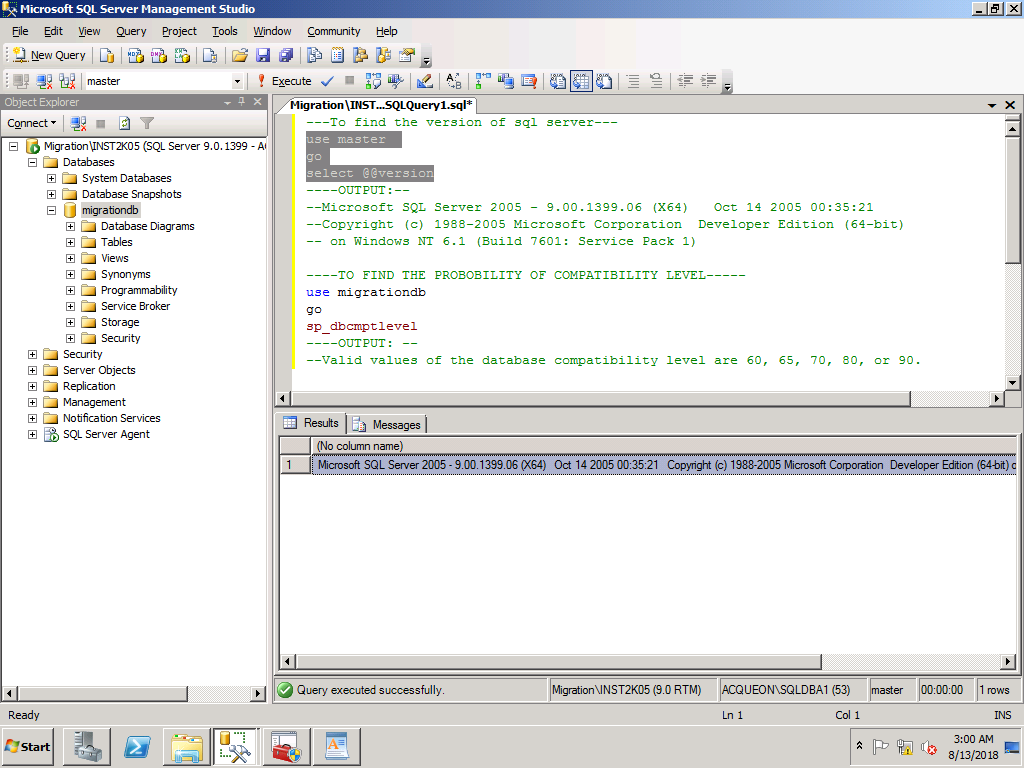 Microsoft SQL Server Management Studio
File Edit View Query Project Tools Window Community Help
New Query
master Execute
Object Explorer
Connect
Migration\INST2K05 (SQL Server 9.0.1399 - A
Databases
System Databases
Database Snapshots
migrationdb
Database Diagrams
Tables
Views
Synonyms
Programmability
Service Broker
Storage
Security
Security
Server Objects
Replication
Management
Notification Services
SQL Server Agent
Migration\INST...SQLQuery1.sql*
---To find the version of sql server---
use master
go
select @@version
----OUTPUT:--
--Microsoft SQL Server 2005 - 9.00.1399.06 (X64) Oct 14 2005 00:35:21
--Copyright (c) 1988-2005 Microsoft Corporation Developer Edition (64-bit)
-- on Windows NT 6.1 (Build 7601: Service Pack 1)
----TO FIND THE PROBOBILITY OF COMPATIBILITY LEVEL-----
use migrationdb
go
sp_dbcmptlevel
----OUTPUT: --
--Valid values of the database compatibility level are 60, 65, 70, 80, or 90.
Results Messages
(No column name)
1 Microsoft SQL Server 2005 - 9.00.1399.06 (X64) Oct 14 2005 00:35:21 Copyright (c) 1988-2005 Microsoft Corporation Developer Edition (64-bit) o
Query executed successfully. Migration\INST2K05 (9.0 RTM) ACQUEON\SQLDBA1 (53) master 00:00:00 1 rows
Ready Ln 1 Col 1 INS
Start
3:00 AM
8/13/2018